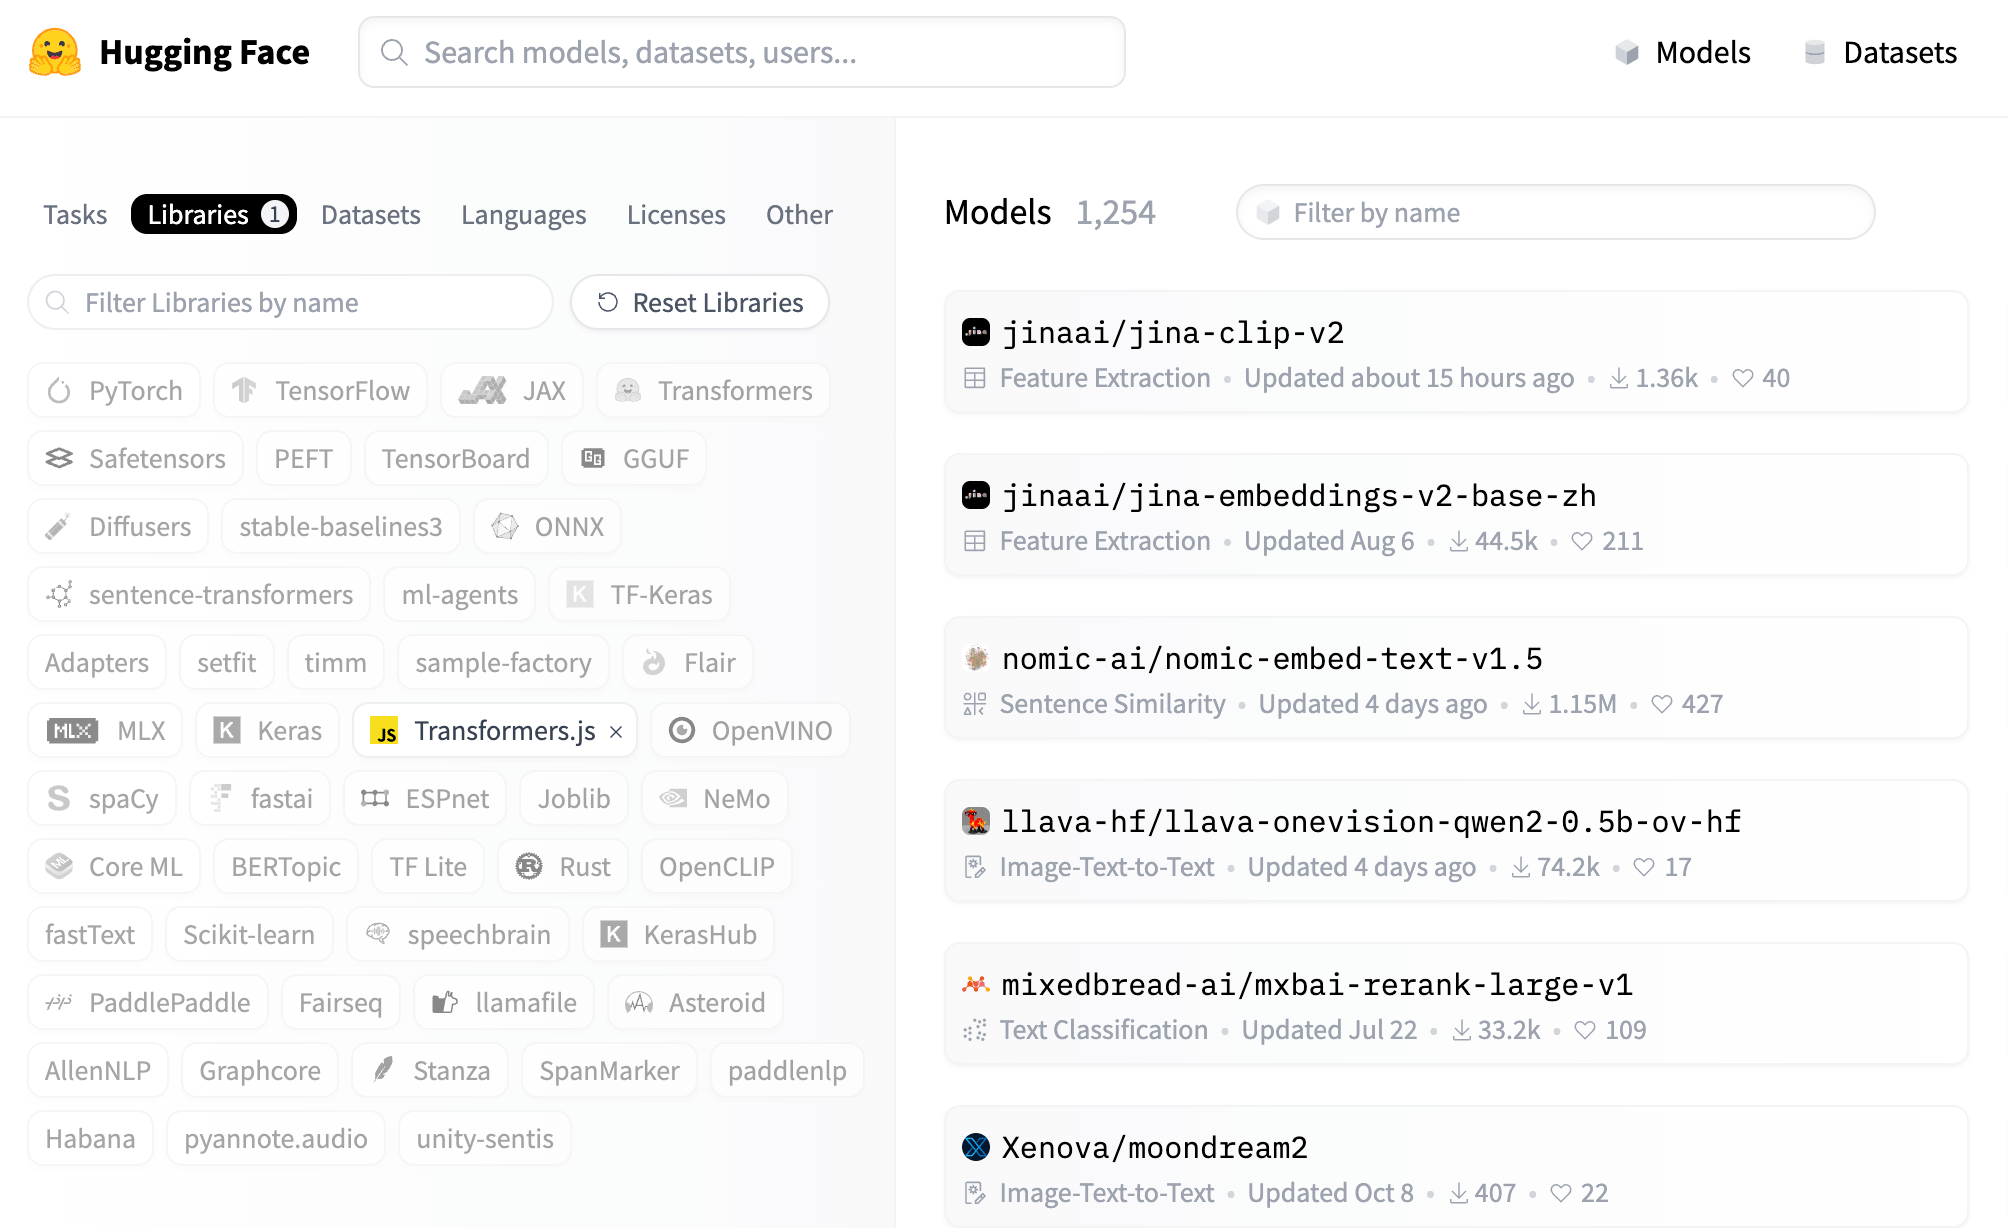 Hugging Face
Search models, datasets, users...
Models
Datasets
Tasks
Libraries 1
Datasets
Languages
Licenses
Other
Filter Libraries by name
Reset Libraries
PyTorch
TensorFlow
JAX
Transformers
Safetensors
PEFT
TensorBoard
GGUF
Diffusers
stable-baselines3
ONNX
sentence-transformers
ml-agents
K TF-Keras
Adapters
setfit
timm
sample-factory
Flair
MLX MLX
K Keras
JS Transformers.js ×
OpenVINO
S spaCy
fastai
ESPnet
Joblib
NeMo
Core ML
BERTopic
TF Lite
R Rust
OpenCLIP
fastText
Scikit-learn
speechbrain
K KerasHub
PaddlePaddle
Fairseq
llamafile
Asteroid
AllenNLP
Graphcore
Stanza
SpanMarker
paddlenlp
Habana
pyannote.audio
unity-sentis
Models 1,254
Filter by name
jinaai/jina-clip-v2
Feature Extraction • Updated about 15 hours ago • 1.36k • 40
jinaai/jina-embeddings-v2-base-zh
Feature Extraction • Updated Aug 6 • 44.5k • 211
nomic-ai/nomic-embed-text-v1.5
Sentence Similarity • Updated 4 days ago • 1.15M • 427
llava-hf/llava-onevision-qwen2-0.5b-ov-hf
Image-Text-to-Text • Updated 4 days ago • 74.2k • 17
mixedbread-ai/mxbai-rerank-large-v1
Text Classification • Updated Jul 22 • 33.2k • 109
Xenova/moondream2
Image-Text-to-Text • Updated Oct 8 • 407 • 22